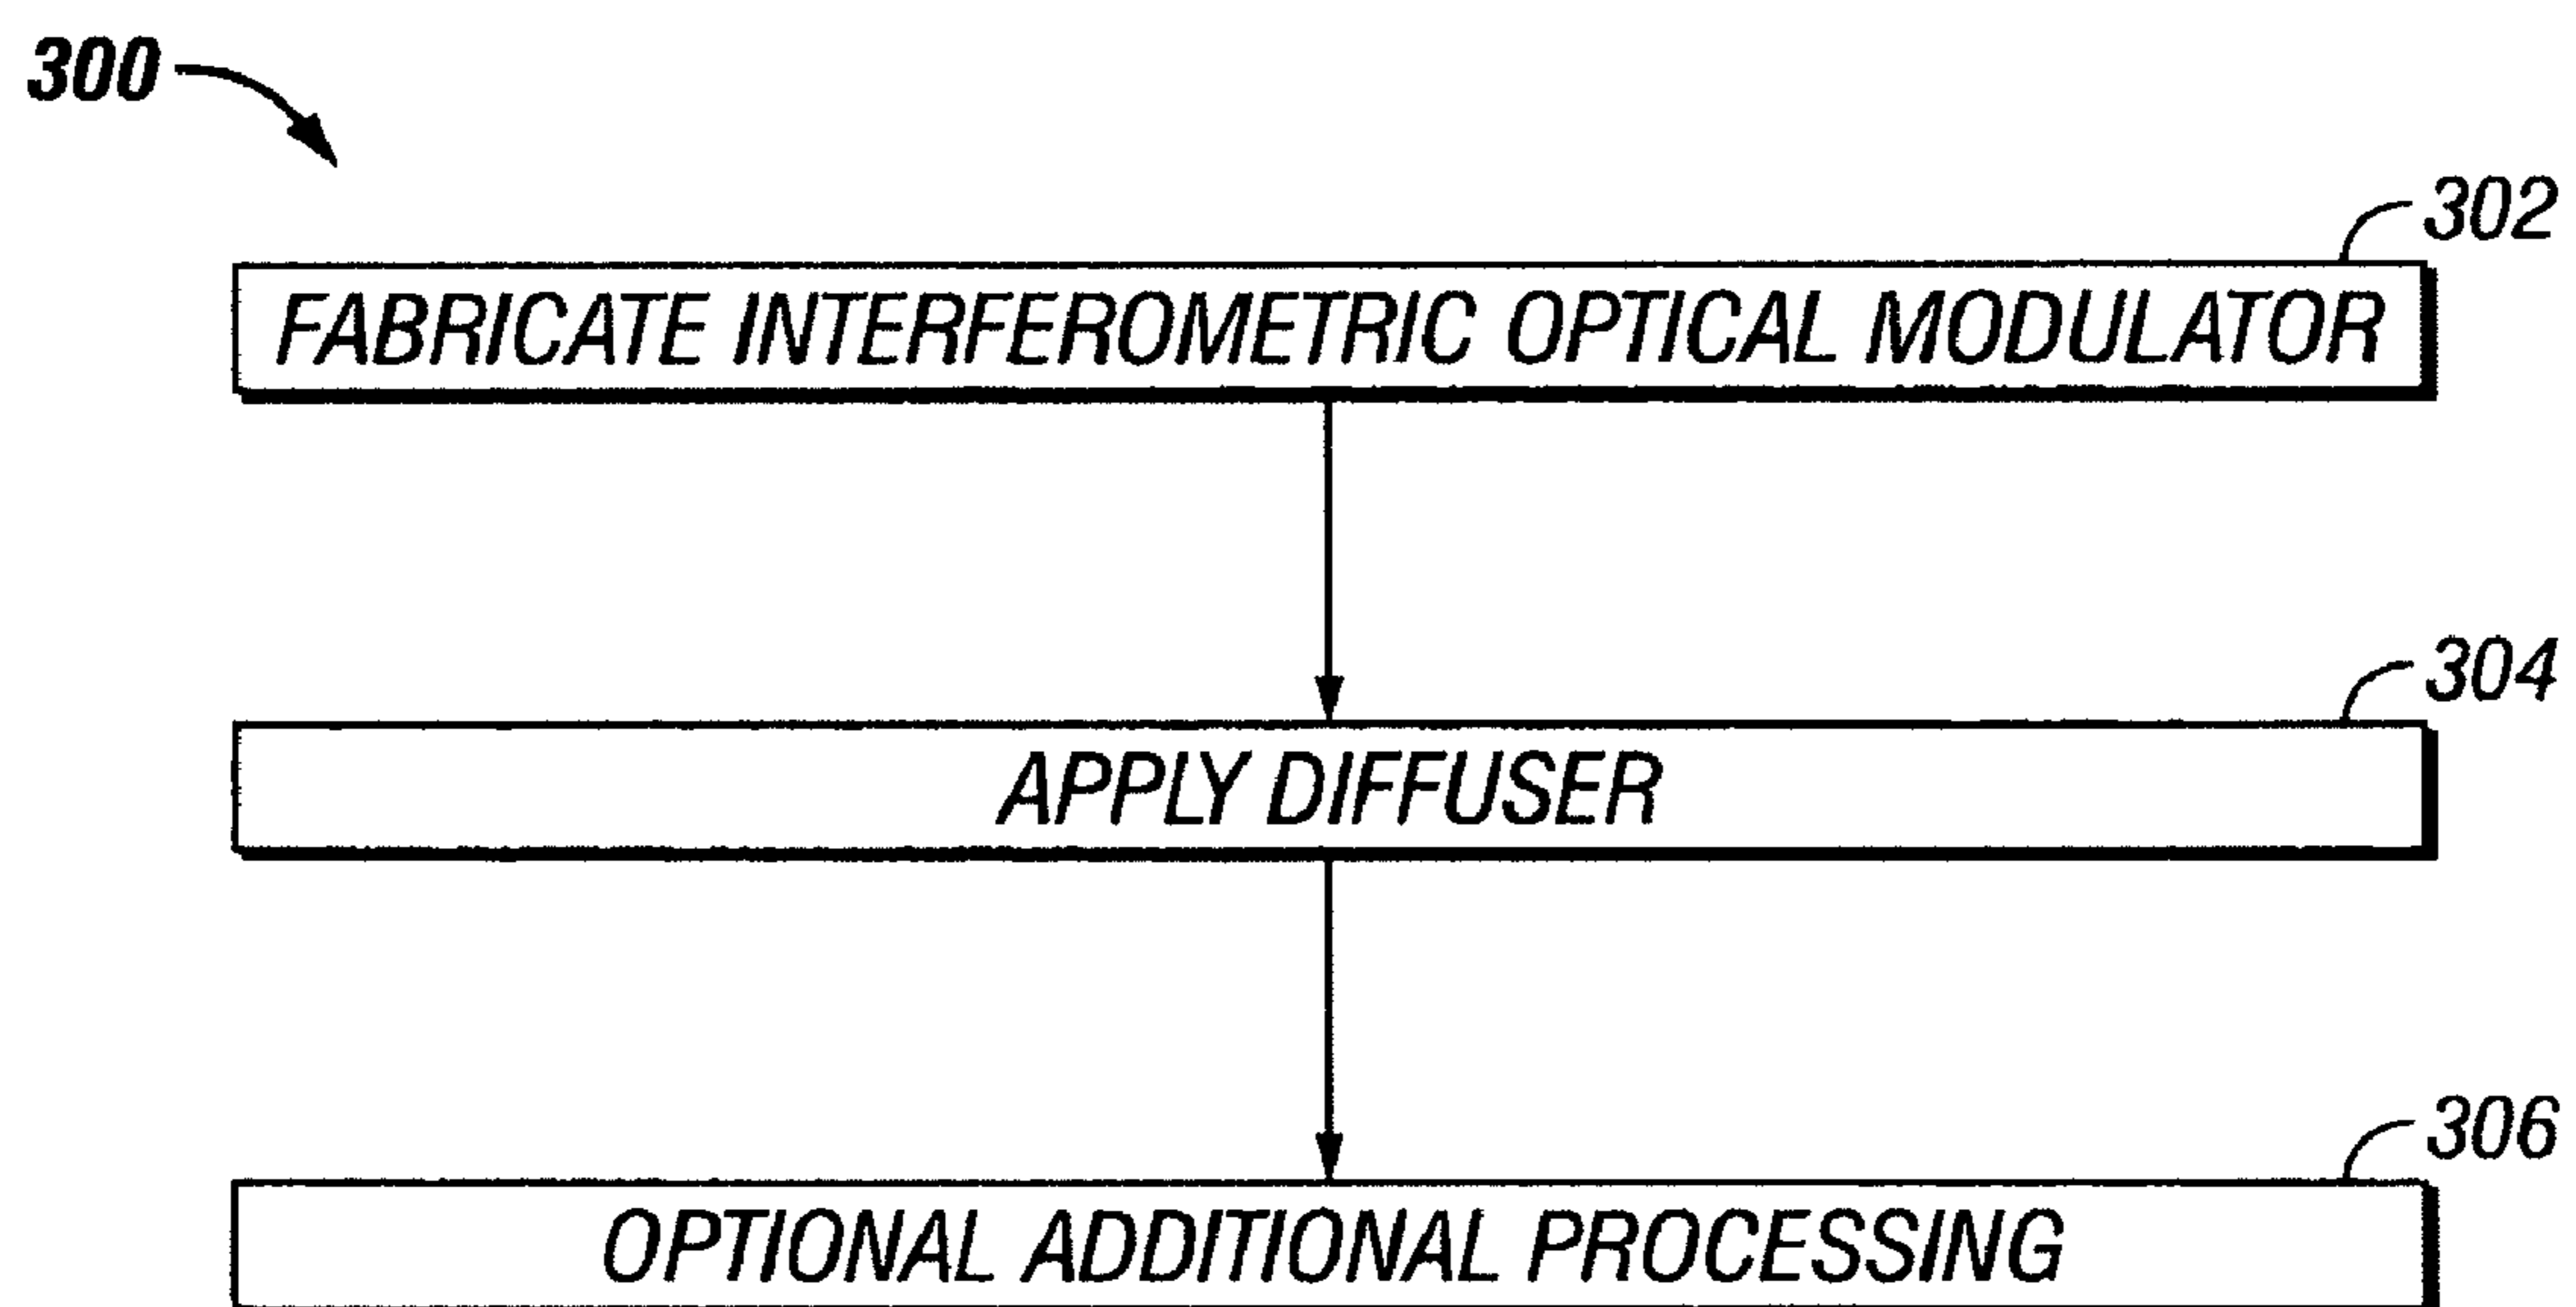 300
302
FABRICATE INTERFEROMETRIC OPTICAL MODULATOR
304
APPLY DIFFUSER
306
OPTIONAL ADDITIONAL PROCESSING